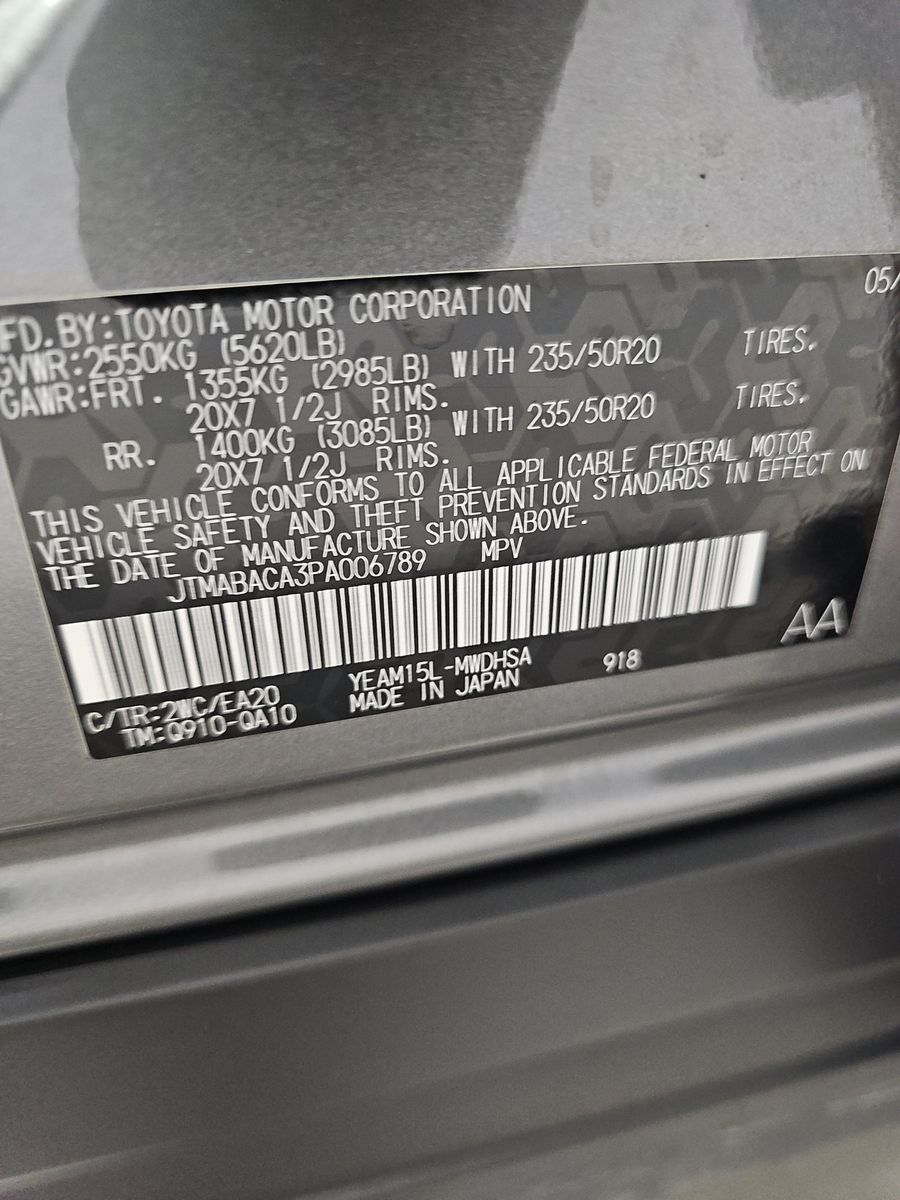 05/
FD.BY:TOYOTA MOTOR CORPORATION
GVWR:2550KG (5620LB)
GAWR:FRT. 1355KG (2985LB) WITH 235/50R20 TIRES.
20X7 1/2J RIMS.
RR. 1400KG (3085LB) WITH 235/50R20 TIRES.
20X7 1/2J RIMS.
THIS VEHICLE CONFORMS TO ALL APPLICABLE FEDERAL MOTOR
VEHICLE SAFETY AND THEFT PREVENTION STANDARDS IN EFFECT ON
THE DATE OF MANUFACTURE SHOWN ABOVE.
JTMABACA3PA006789 MPV
AA
C/TR:2WC/EA20 YEAM15L-MWDHSA 918
TM:Q910-QA10 MADE IN JAPAN